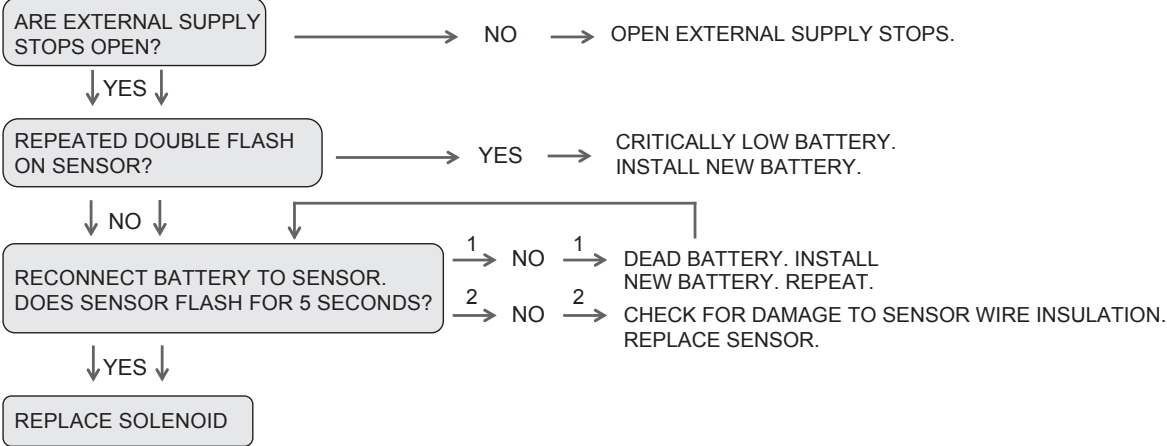 ARE EXTERNAL SUPPLY
STOPS OPEN?
NO
OPEN EXTERNAL SUPPLY STOPS.
YES
REPEATED DOUBLE FLASH
ON SENSOR?
YES
CRITICALLY LOW BATTERY.
INSTALL NEW BATTERY.
NO
RECONNECT BATTERY TO SENSOR.
DOES SENSOR FLASH FOR 5 SECONDS?
1
NO
1
DEAD BATTERY. INSTALL
NEW BATTERY. REPEAT.
2
NO
2
CHECK FOR DAMAGE TO SENSOR WIRE INSULATION.
REPLACE SENSOR.
YES
REPLACE SOLENOID